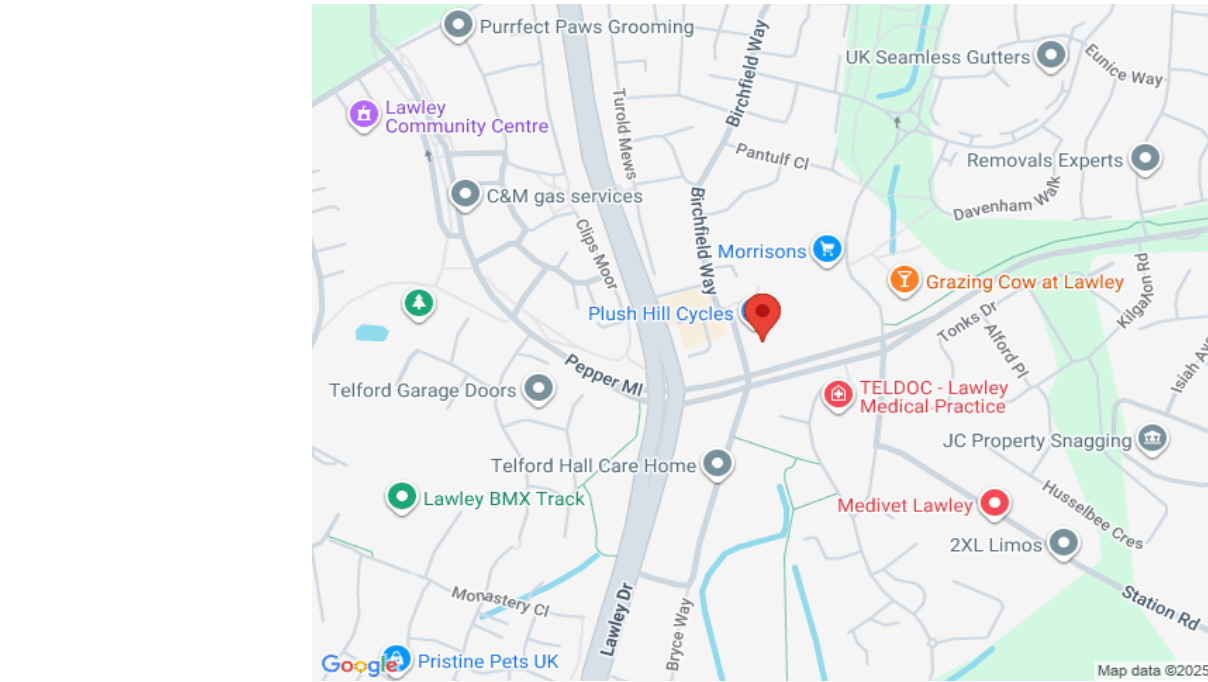 Purrfect Paws Grooming
Birchfield Way
UK Seamless Gutters
Eunice Way
Lawley
Community Centre
Turold Mews
Pantulf Cl
Removals Experts
C&M gas services
Davenham Walk
Birchfield Way
Clips Moor
Morrisons
Grazing Cow at Lawley
Kilgavon Rd
Plush Hill Cycles
Tonks Dr
Alford Pl
Isiah Av
Pepper Ml
Telford Garage Doors
TELDOC - Lawley
Medical Practice
JC Property Snagging
Telford Hall Care Home
Lawley BMX Track
Medivet Lawley
Husselbee Cres
2XL Limos
Monastery Cl
Lawley Dr
Bryce Way
Station Rd
Google
Pristine Pets UK
Map data ©2025